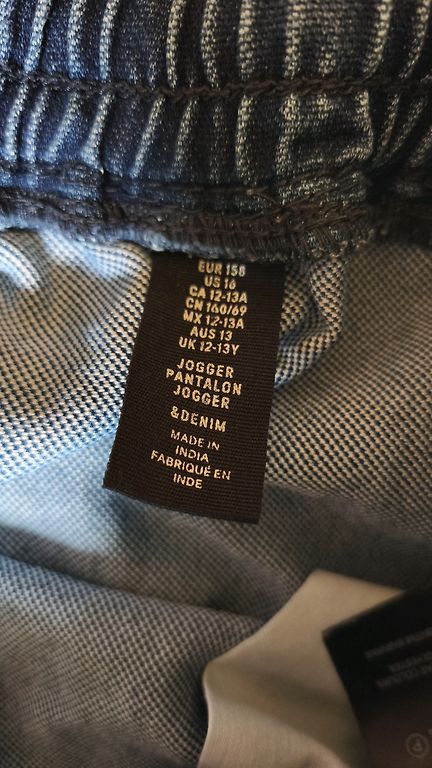 EUR 158
US 16
CA 12-13A
CN 160/69
MX 12-13A
AUS 13
UK 12-13Y
JOGGER
PANTALON
JOGGER
&DENIM
MADE IN
INDIA
FABRIQUÉ EN
INDE